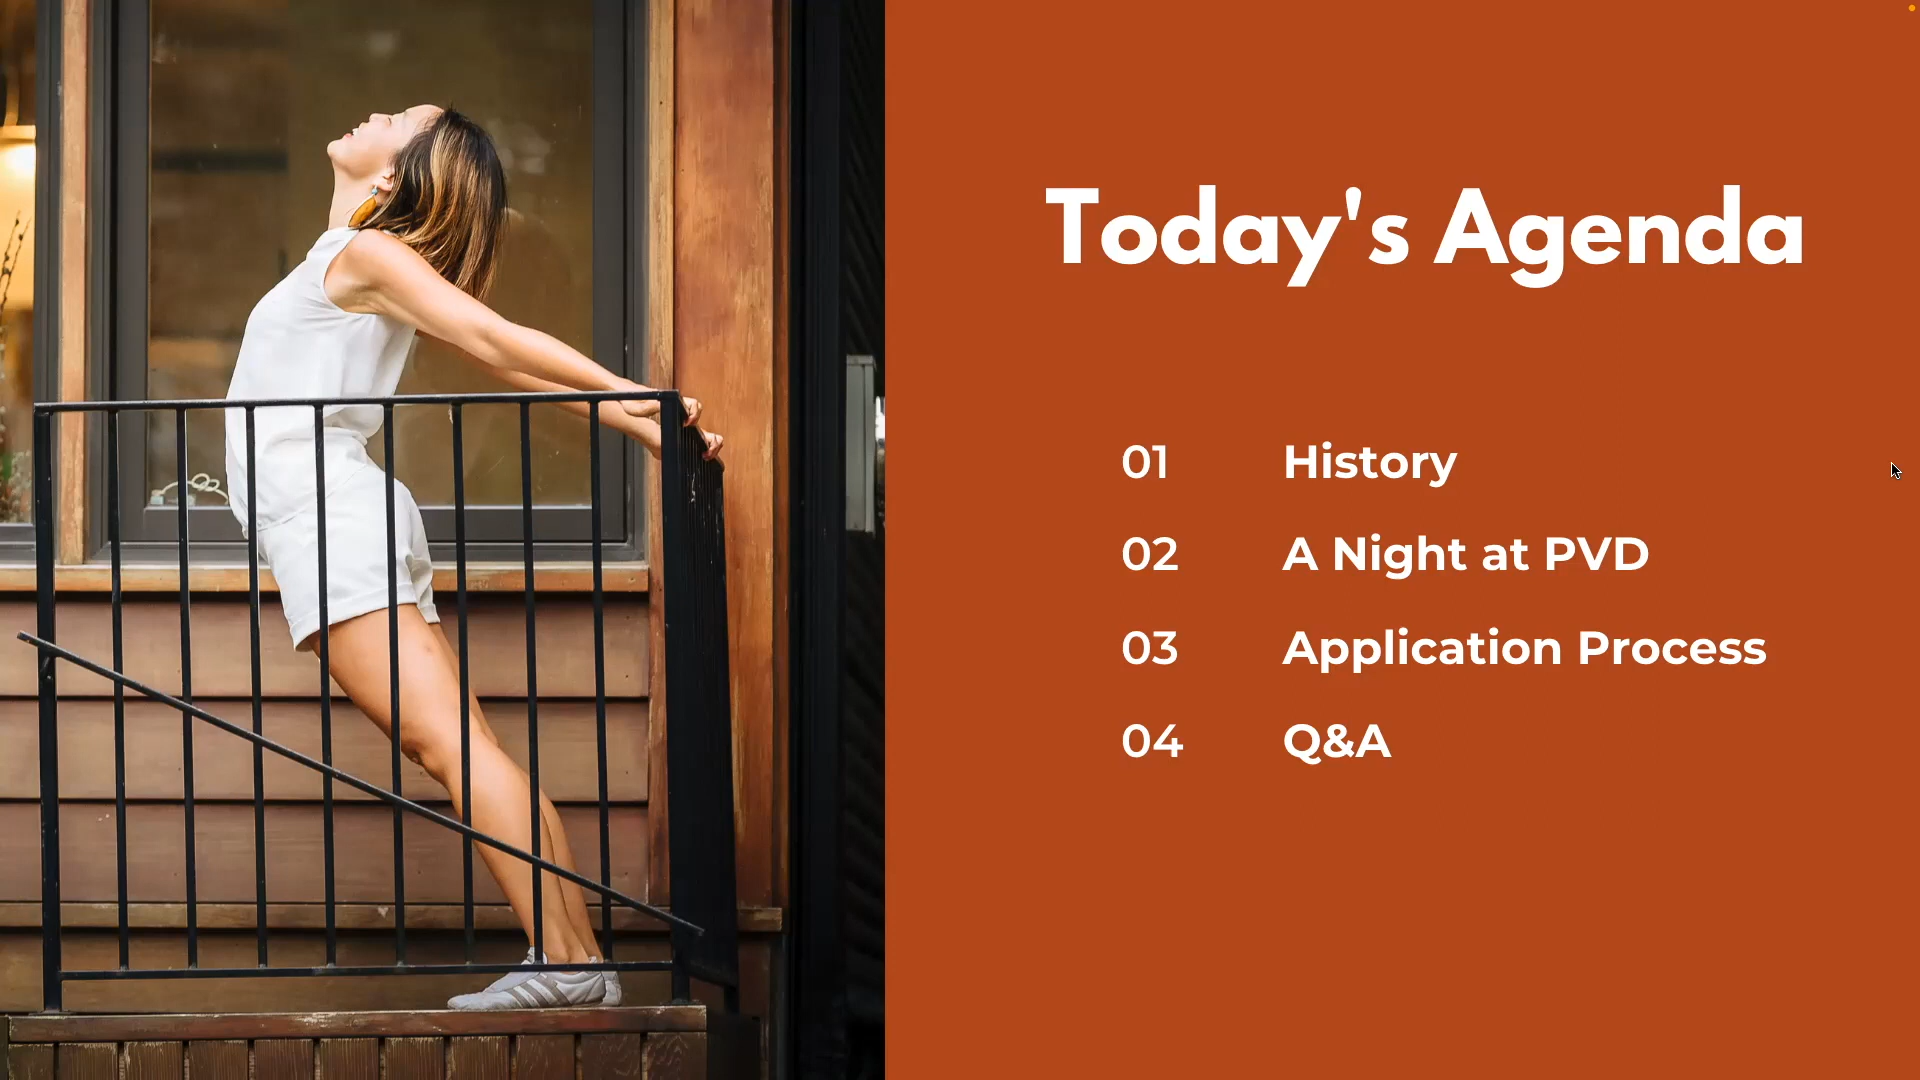 Today's Agenda
01 History
02 A Night at PVD
03 Application Process
04 Q&A